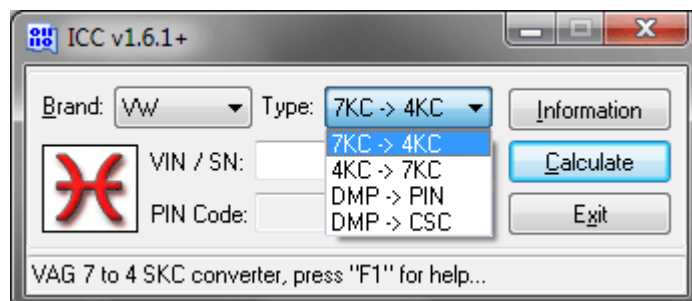 ICC v1.6.1+
Brand: VW Type: 7KC -> 4KC Information
7KC -> 4KC
4KC -> 7KC
DMP -> PIN
DMP -> CSC
VIN / SN: Calculate
PIN Code: Exit
VAG 7 to 4 SKC converter, press "F1" for help...